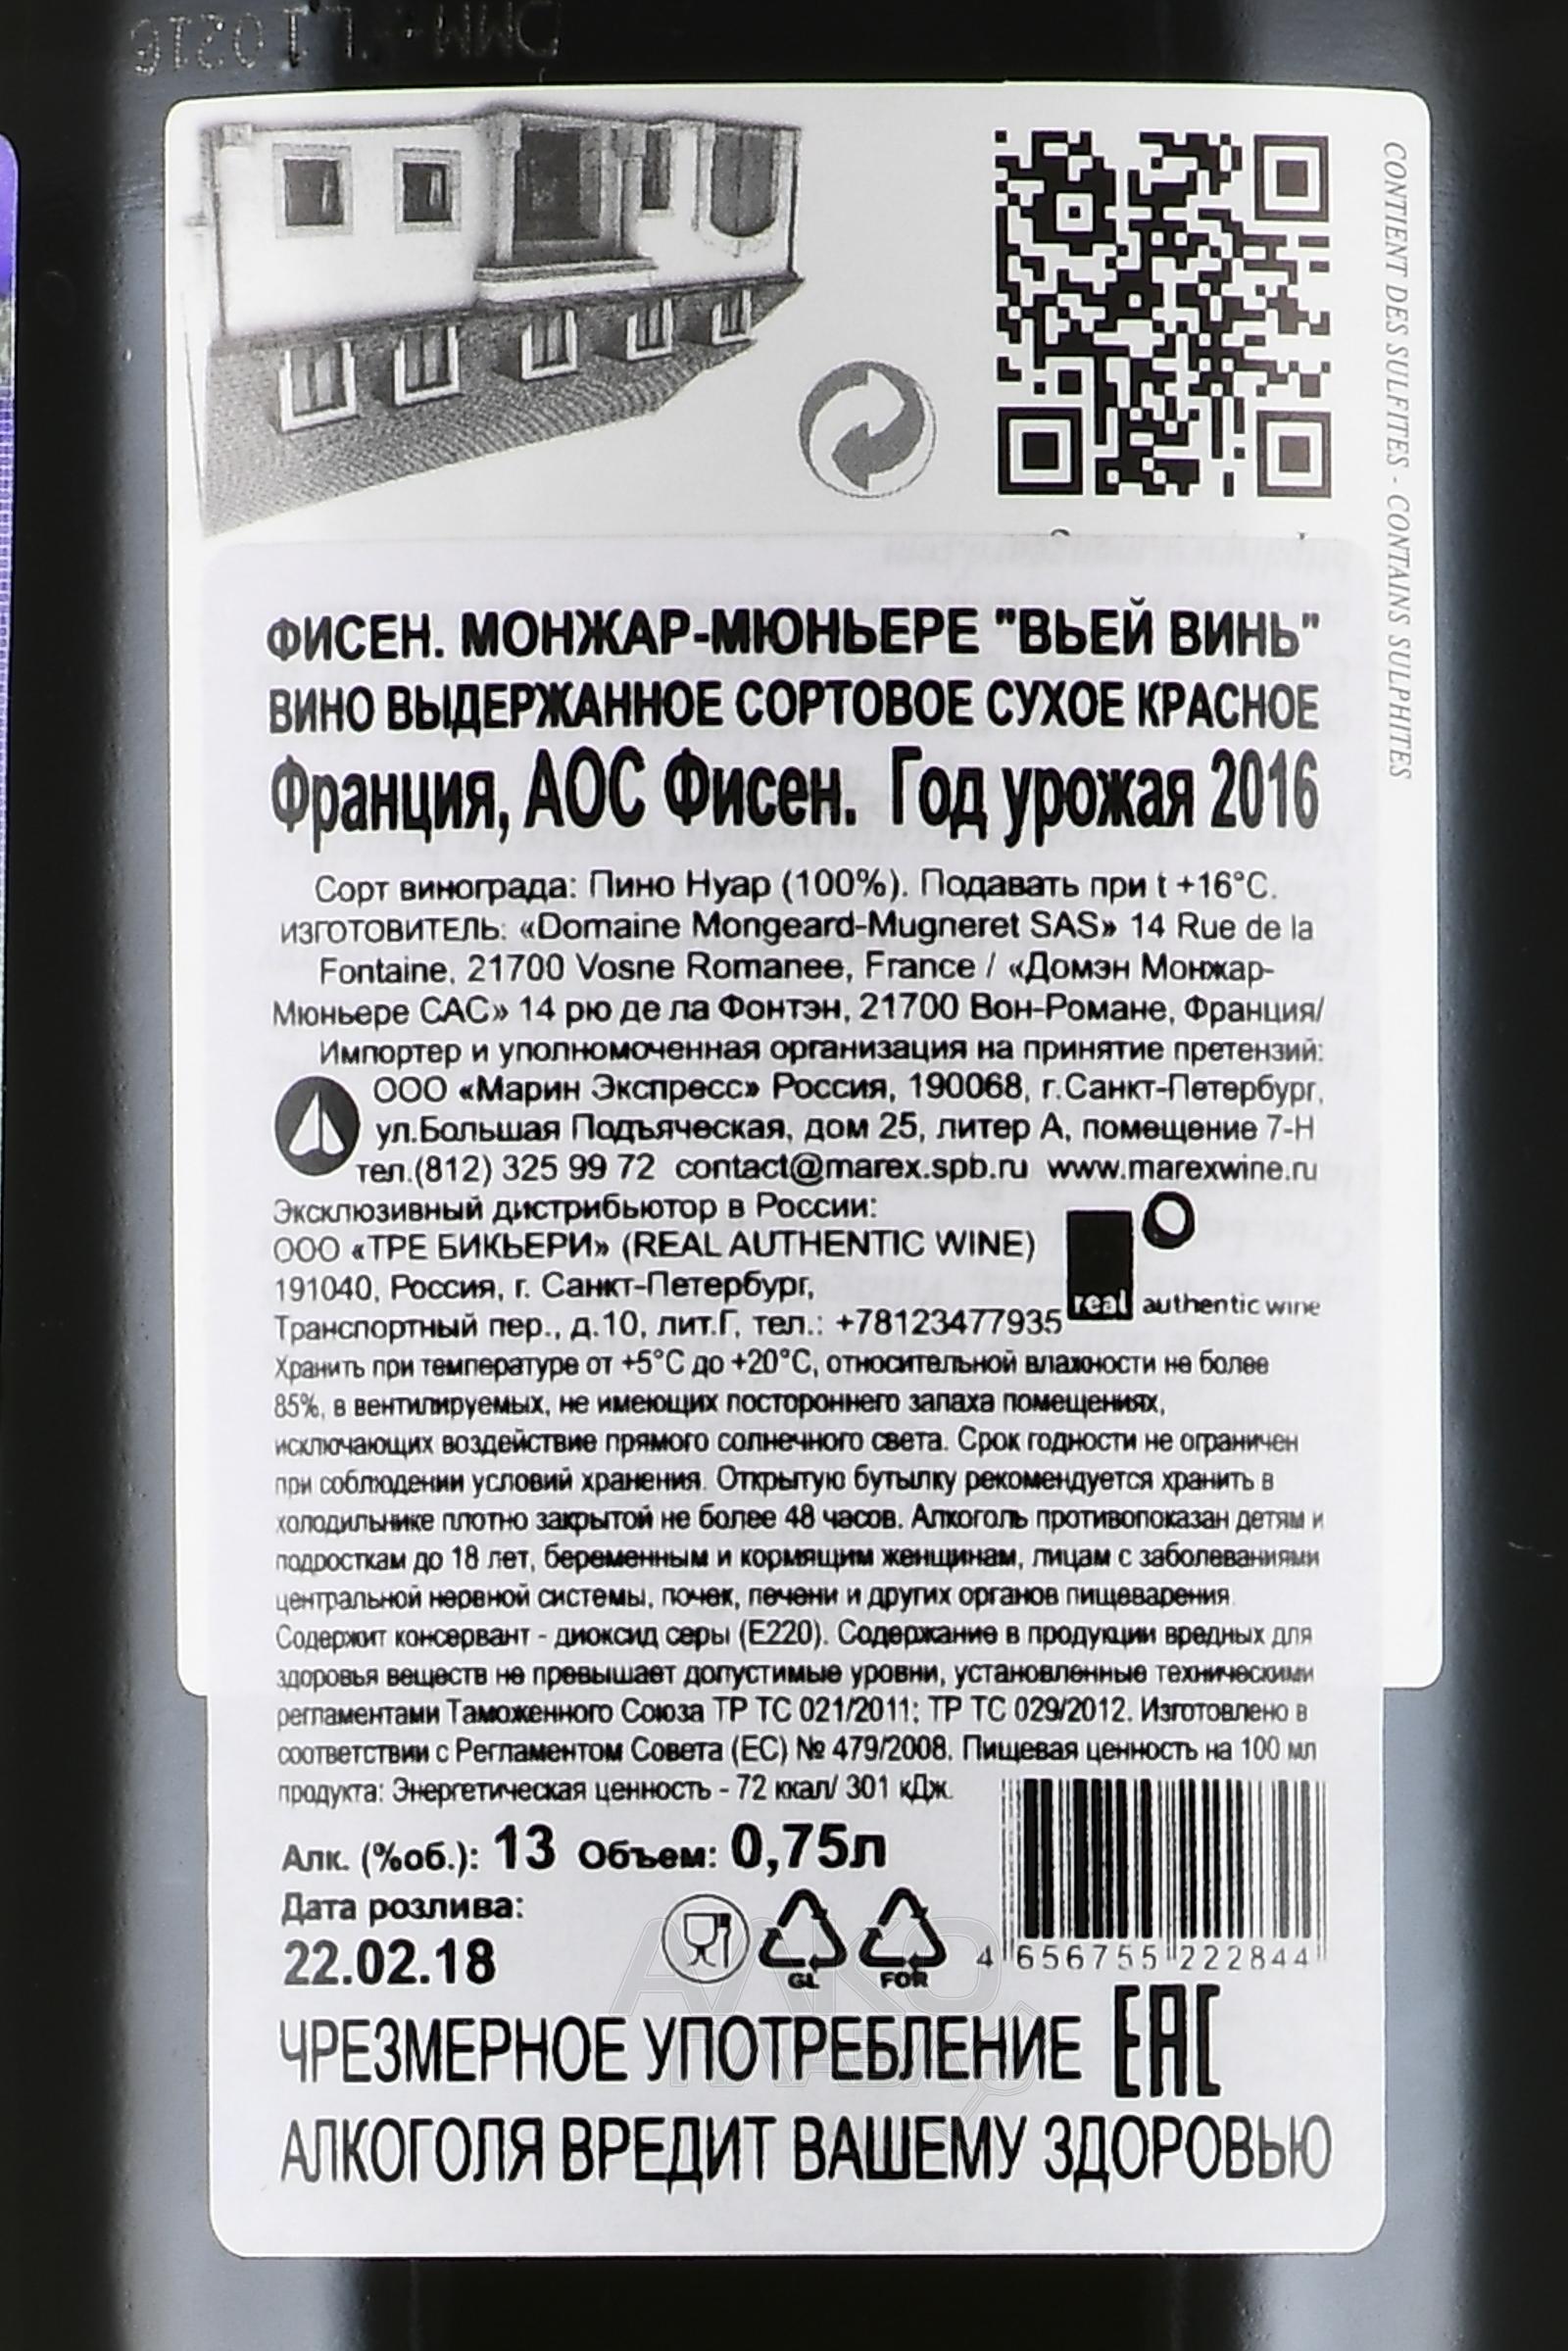 CONTIENT DES SULFITES - CONTAINS SULPHITES
ФИСЕН. МОНЖАР-МЮНЬЕРЕ "ВЬЕЙ ВИНЬ"
ВИНО ВЫДЕРЖАННОЕ СОРТОВОЕ СУХОЕ КРАСНОЕ
Франция, АОС Фисен. Год урожая 2016
Сорт винограда: Пино Нуар (100%). Подавать при t +16°С.
ИЗГОТОВИТЕЛЬ: «Domaine Mongeard-Mugneret SAS» 14 Rue de la
Fontaine, 21700 Vosne Romanee, France / «Домэн Монжар-
Мюньере САС» 14 рю де ла Фонтэн, 21700 Вон-Романе, Франция/
Импортер и уполномоченная организация на принятие претензий:
ООО «Марин Экспресс» Россия, 190068, г.Санкт-Петербург,
ул.Большая Подъяческая, дом 25, литер А, помещение 7-Н
тел.(812) 325 99 72 contact@marex.spb.ru www.marexwine.ru
Эксклюзивный дистрибьютор в России:
ООО «ТРЕ БИКЬЕРИ» (REAL AUTHENTIC WINE)
191040, Россия, г. Санкт-Петербург,
Транспортный пер., д.10, лит.Г, тел.: +78123477935
real authentic wine
Хранить при температуре от +5°С до +20°С, относительной влажности не более
85%, в вентилируемых, не имеющих постороннего запаха помещениях,
исключающих воздействие прямого солнечного света. Срок годности не ограничен
при соблюдении условий хранения. Открытую бутылку рекомендуется хранить в
холодильнике плотно закрытой не более 48 часов. Алкоголь противопоказан детям и
подросткам до 18 лет, беременным и кормящим женщинам, лицам с заболеваниями
центральной нервной системы, почек, печени и других органов пищеварения
Содержит консервант - диоксид серы (Е220). Содержание в продукции вредных для
здоровья веществ не превышает допустимые уровни, установленные техническими
регламентами Таможенного Союза ТР ТС 021/2011; ТР ТС 029/2012. Изготовлено в
соответствии с Регламентом Совета (ЕС) № 479/2008. Пищевая ценность на 100 мл
продукта: Энергетическая ценность - 72 ккал/ 301 кДж.
Алк. (%об.): 13 Объем: 0,75л
Дата розлива:
22.02.18
GL
FOR
4 656755 222844
ЧРЕЗМЕРНОЕ УПОТРЕБЛЕНИЕ EAC
АЛКОГОЛЯ ВРЕДИТ ВАШЕМУ ЗДОРОВЬЮ